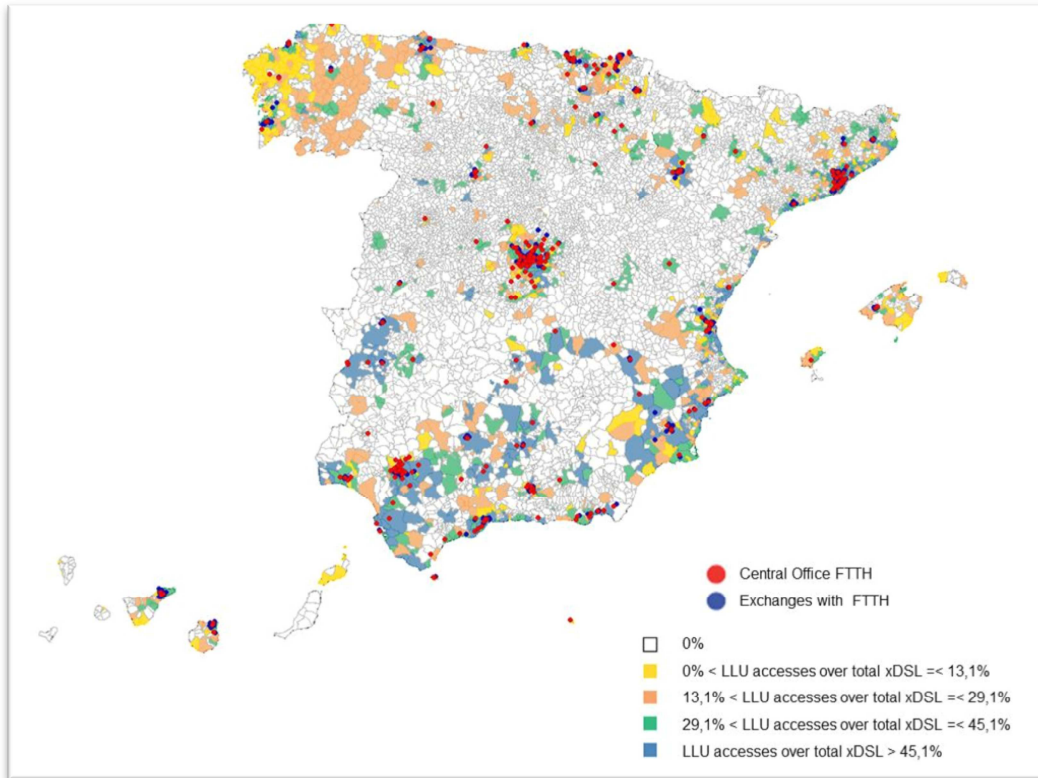 Central Office FTTH
Exchanges with FTTH
0%
0% < LLU accesses over total xDSL =< 13,1%
13,1% < LLU accesses over total xDSL =< 29,1%
29,1% < LLU accesses over total xDSL =< 45,1%
LLU accesses over total xDSL > 45,1%